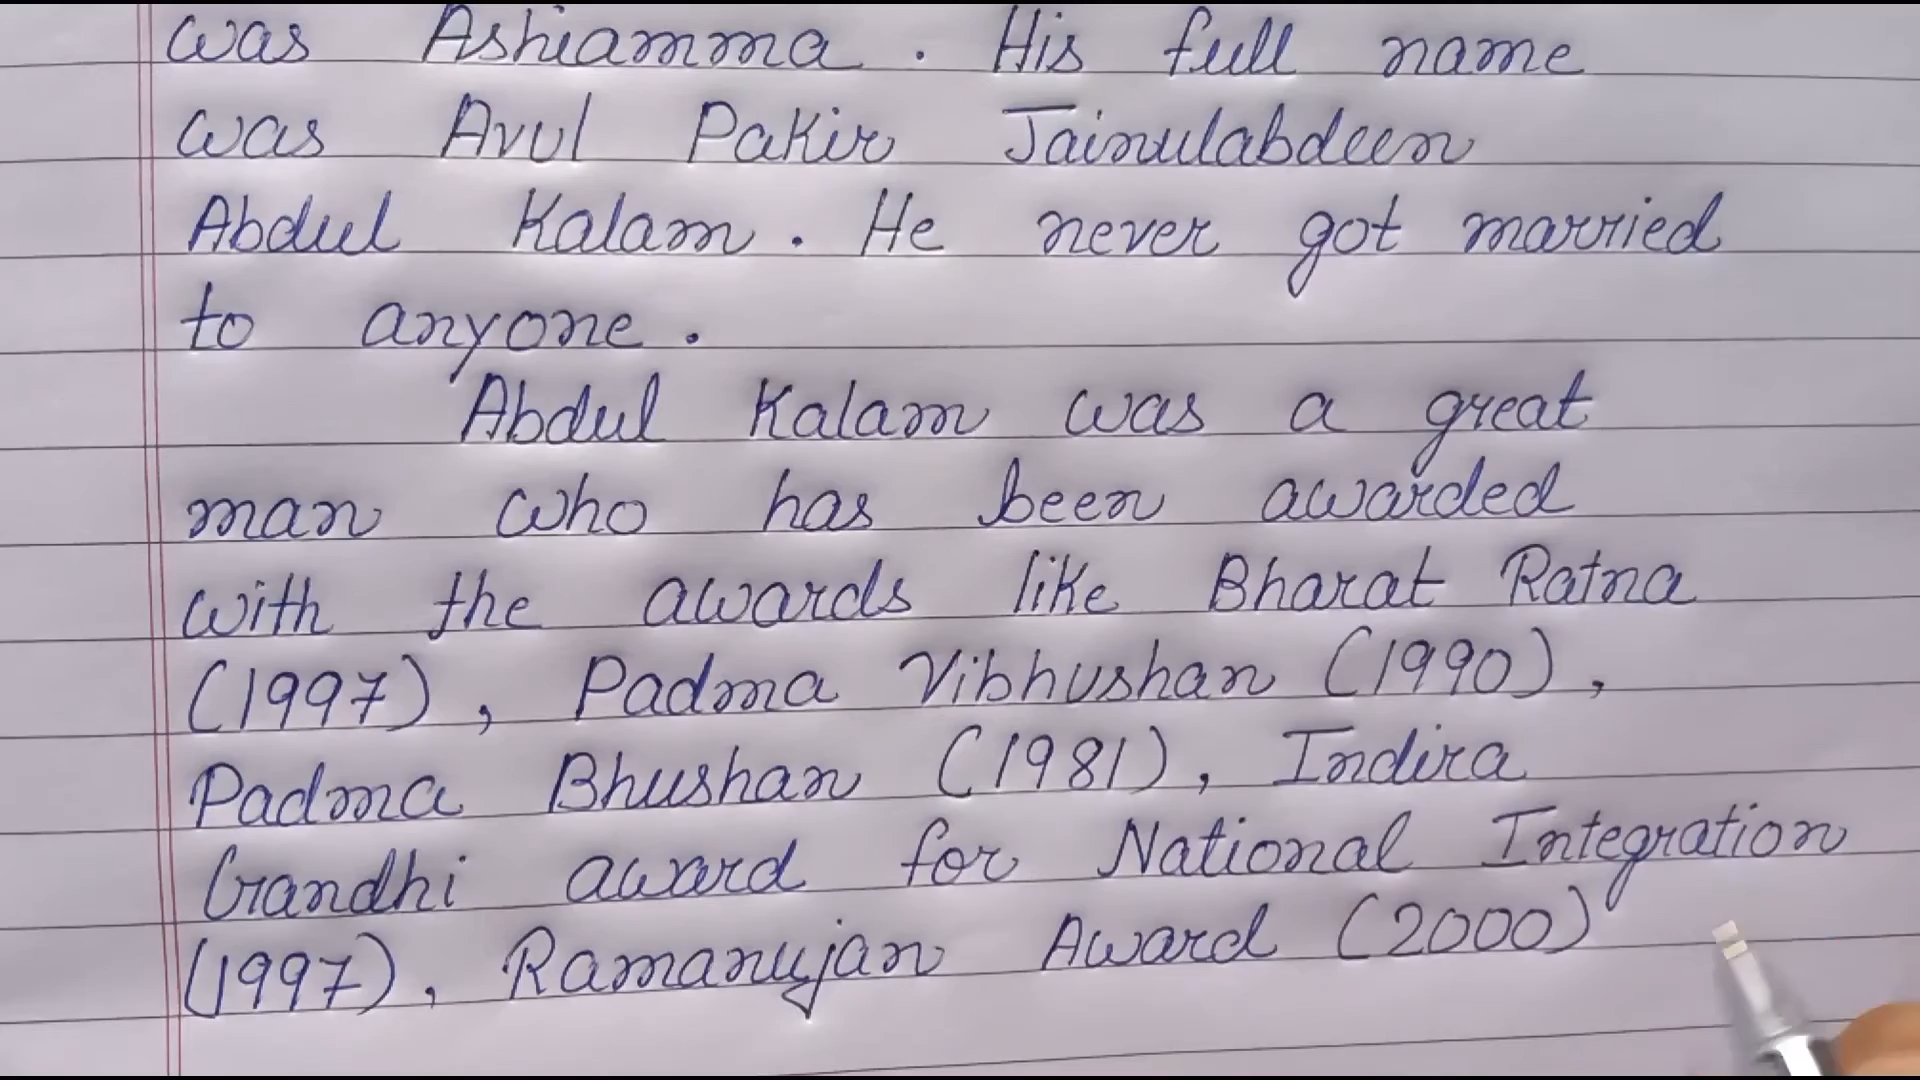 was Ashiamma. His full name
was Avul Pakir Jainulabdeen
Abdul Kalam. He never got married
to anyone.
Abdul Kalam was a great
man who has been awarded
with the awards like Bharat Ratna
(1997), Padma Vibhushan (1990),
Padma Bhushan (1981), Indira
Gandhi award for National Integration
(1997), Ramanujan Award (2000)